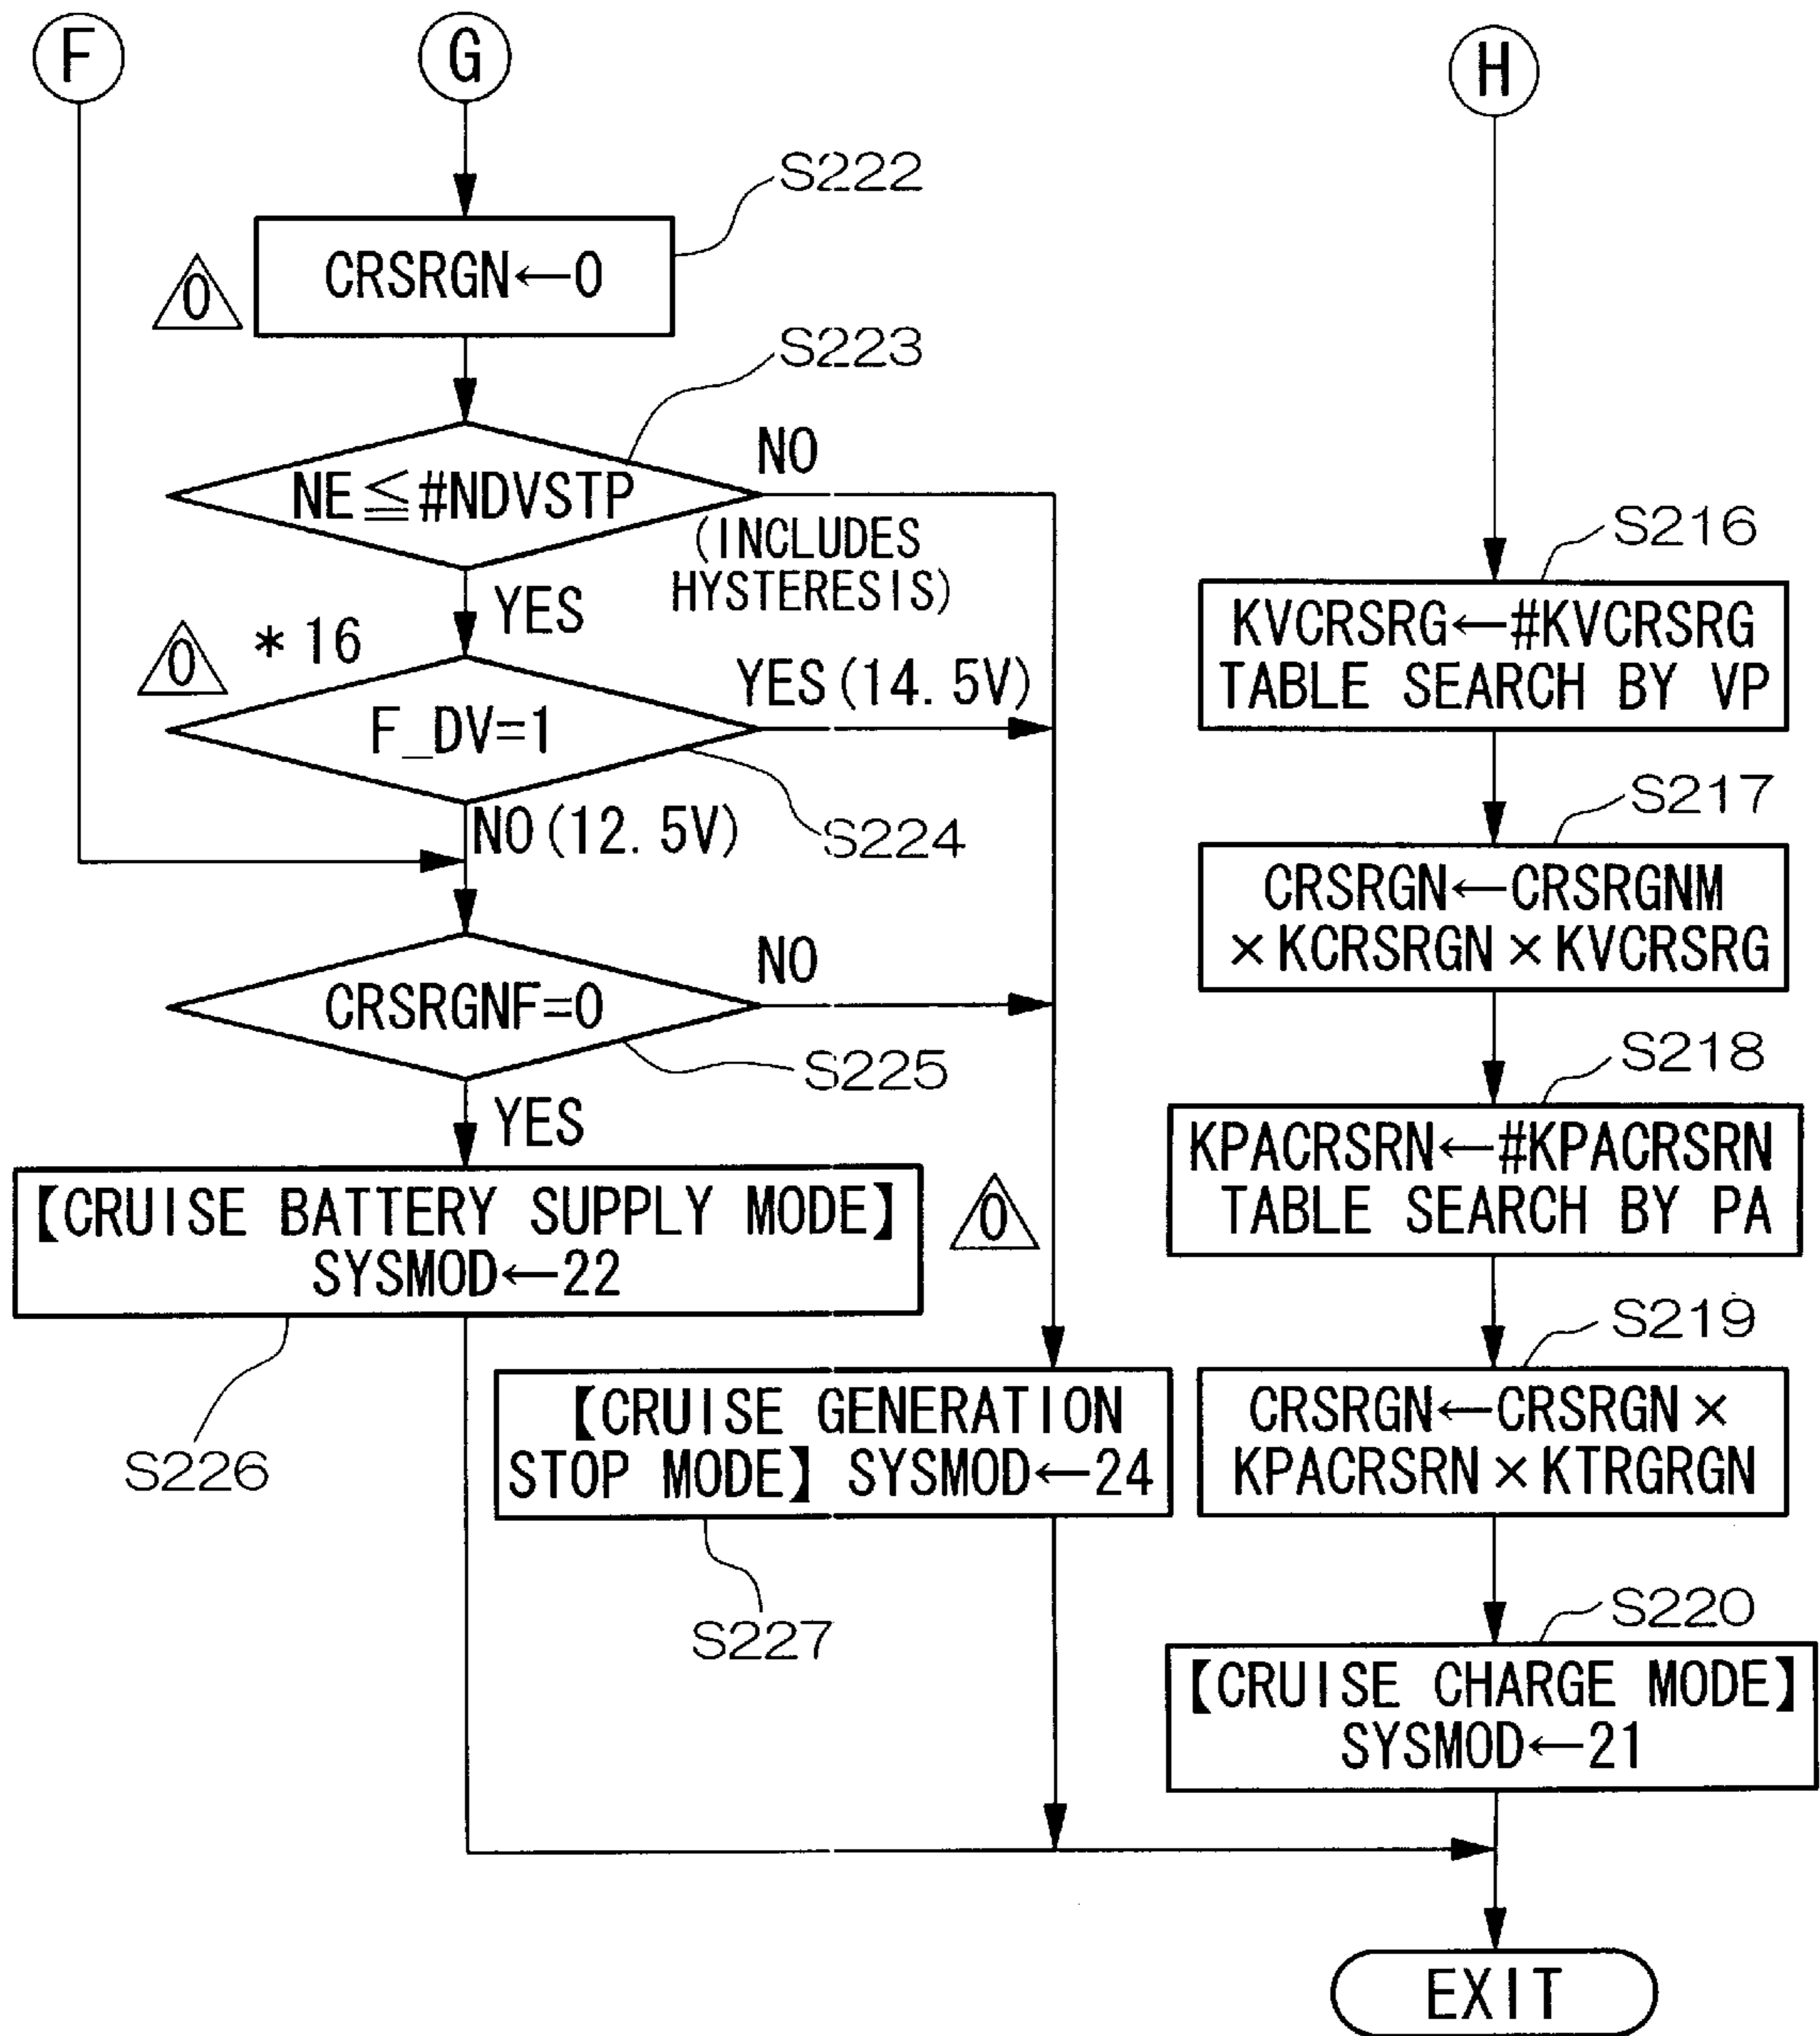 F
G
H
S222
CRSRGN←0
0
S223
NE≦#NDVSTP
NO
(INCLUDES
HYSTERESIS)
YES
0
*16
F_DV=1
YES(14.5V)
NO(12.5V)
S224
CRSRGNF=0
NO
S225
YES
【CRUISE BATTERY SUPPLY MODE】
SYSMOD←22
0
S226
【CRUISE GENERATION
STOP MODE】 SYSMOD←24
S227
S216
KVCRSRG←#KVCRSRG
TABLE SEARCH BY VP
S217
CRSRGN←CRSRGNM
×KCRSRGN×KVCRSRG
S218
KPACRSRN←#KPACRSRN
TABLE SEARCH BY PA
S219
CRSRGN←CRSRGN×
KPACRSRN×KTRGRGN
S220
【CRUISE CHARGE MODE】
SYSMOD←21
EXIT